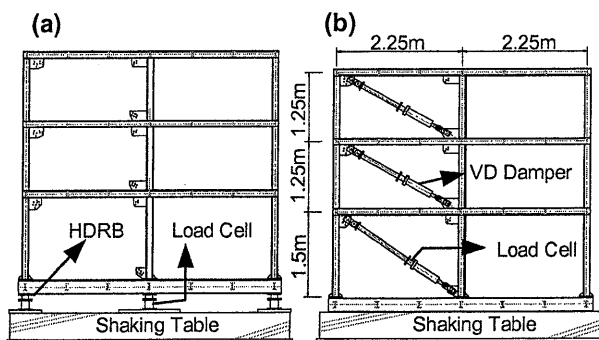 (a)
HDRB
Load Cell
Shaking Table
(b)
2.25m 2.25m
1.25m
1.25m
1.5m
VD Damper
Load Cell
Shaking Table